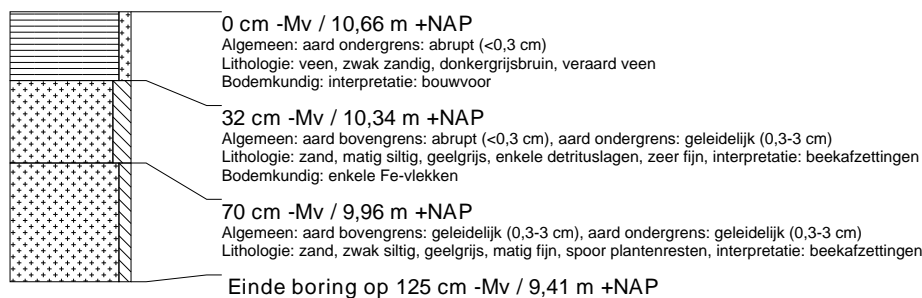 0 cm -Mv / 10,66 m +NAP
Algemeen: aard ondergrens: abrupt (<0,3 cm)
Lithologie: veen, zwak zandig, donkergrijsbruin, veraard veen
Bodemkundig: interpretatie: bouwvoor
32 cm -Mv / 10,34 m +NAP
Algemeen: aard bovengrens: abrupt (<0,3 cm), aard ondergrens: geleidelijk (0,3-3 cm)
Lithologie: zand, matig siltig, geelgrijs, enkele detrituslagen, zeer fijn, interpretatie: beekafzettingen
Bodemkundig: enkele Fe-vlekken
70 cm -Mv / 9,96 m +NAP
Algemeen: aard bovengrens: geleidelijk (0,3-3 cm), aard ondergrens: geleidelijk (0,3-3 cm)
Lithologie: zand, zwak siltig, geelgrijs, matig fijn, spoor plantenresten, interpretatie: beekafzettingen
Einde boring op 125 cm -Mv / 9,41 m +NAP